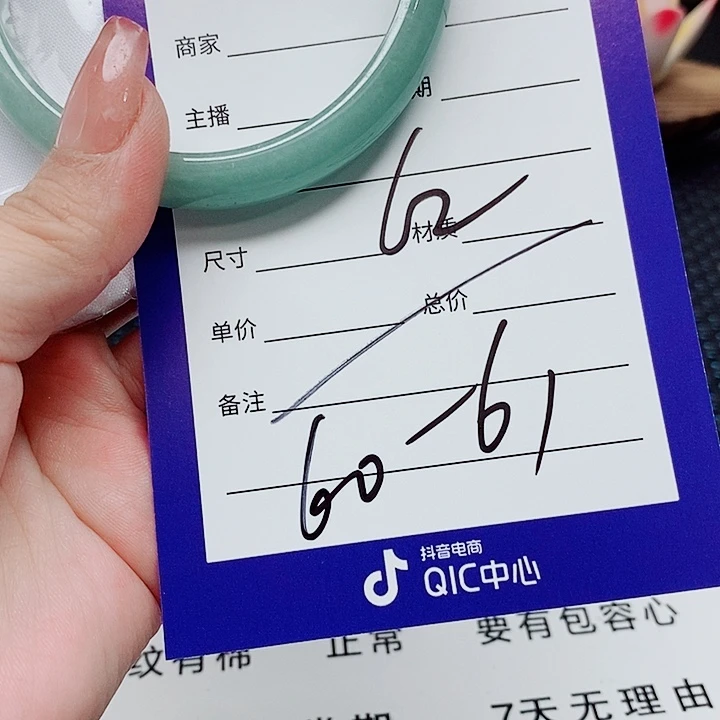 商家
主播 期
62
尺寸 材质
单价 总价
备注
60-61
抖音电商
QIC中心
纹有棉 正常 要有包容心
7天无理由